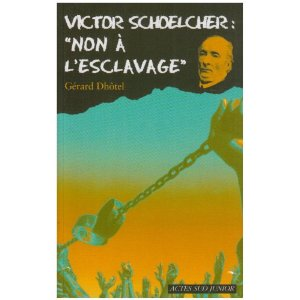 VICTOR SCHOELCHER :
"NON À
L'ESCLAVAGE"
Gérard Dhôtel
ACTES SUD JUNIOR